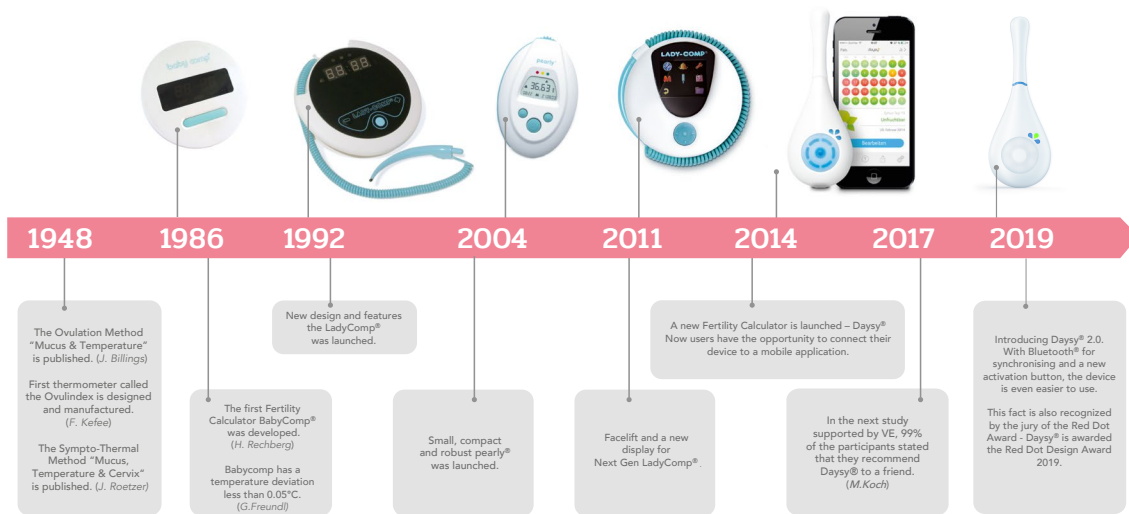 baby comp
LADY-COMP
pearly
36.63
LADY-COMP
Unfruchtbar
Bearbeiten
1948
1986
1992
2004
2011
2014
2017
2019
The Ovulation Method
“Mucus & Temperature”
is published. (J. Billings)
First thermometer called
the Ovulindex is designed
and manufactured.
(F. Kefee)
The Sympto-Thermal
Method “Mucus,
Temperature & Cervix”
is published. (J. Roetzer)
The first Fertility
Calculator BabyComp®
was developed.
(H. Rechberg)
Babycomp has a
temperature deviation
less than 0.05°C.
(G.Freundl)
New design and features
the LadyComp®
was launched.
Small, compact
and robust pearly®
was launched.
Facelift and a new
display for
Next Gen LadyComp®.
A new Fertility Calculator is launched – Daysy®
Now users have the opportunity to connect their
device to a mobile application.
In the next study
supported by VE, 99%
of the participants stated
that they recommend
Daysy® to a friend.
(M.Koch)
Introducing Daysy® 2.0.
With Bluetooth® for
synchronising and a new
activation button, the device
is even easier to use.
This fact is also recognized
by the jury of the Red Dot
Award - Daysy® is awarded
the Red Dot Design Award
2019.